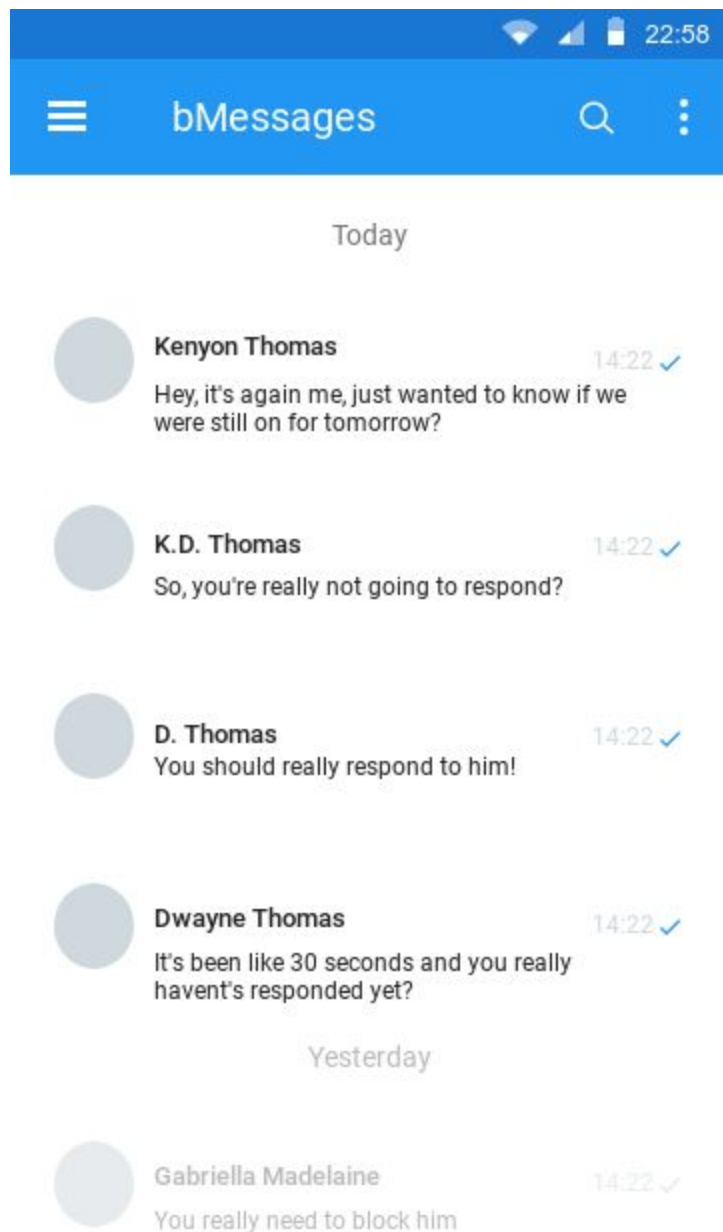 22:58
bMessages
Today
Kenyon Thomas
14:22
Hey, it's again me, just wanted to know if we
were still on for tomorrow?
K.D. Thomas
14:22
So, you're really not going to respond?
D. Thomas
14:22
You should really respond to him!
Dwayne Thomas
14:22
It's been like 30 seconds and you really
havent's responded yet?
Yesterday
Gabriella Madelaine
14:22
You really need to block him